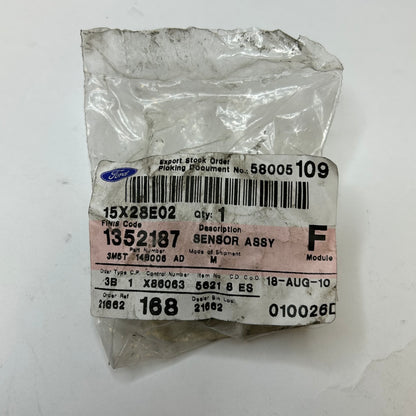 Export Stock Order
Picking Document No.: 58005109
Ford
15X28E02 Qty: 1
Finis Code Description
1352187 SENSOR ASSY F
Part Number Mode of Shipment Module
3M5T 14B006 AD M
Order Type C.P. Control Number Item No. CD CoD
3B 1 X86063 5621 8 ES 18-AUG-10
Order Ref Dealer Bin Loc
21662 168 21662 010026D